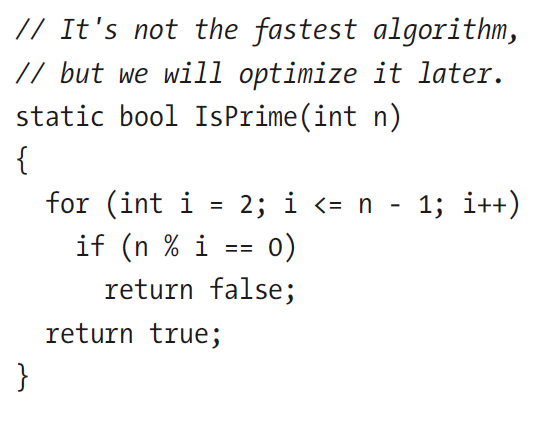 // It's not the fastest algorithm,
// but we will optimize it later.
static bool IsPrime(int n)
{
  for (int i = 2; i <= n - 1; i++)
    if (n % i == 0)
      return false;
  return true;
}